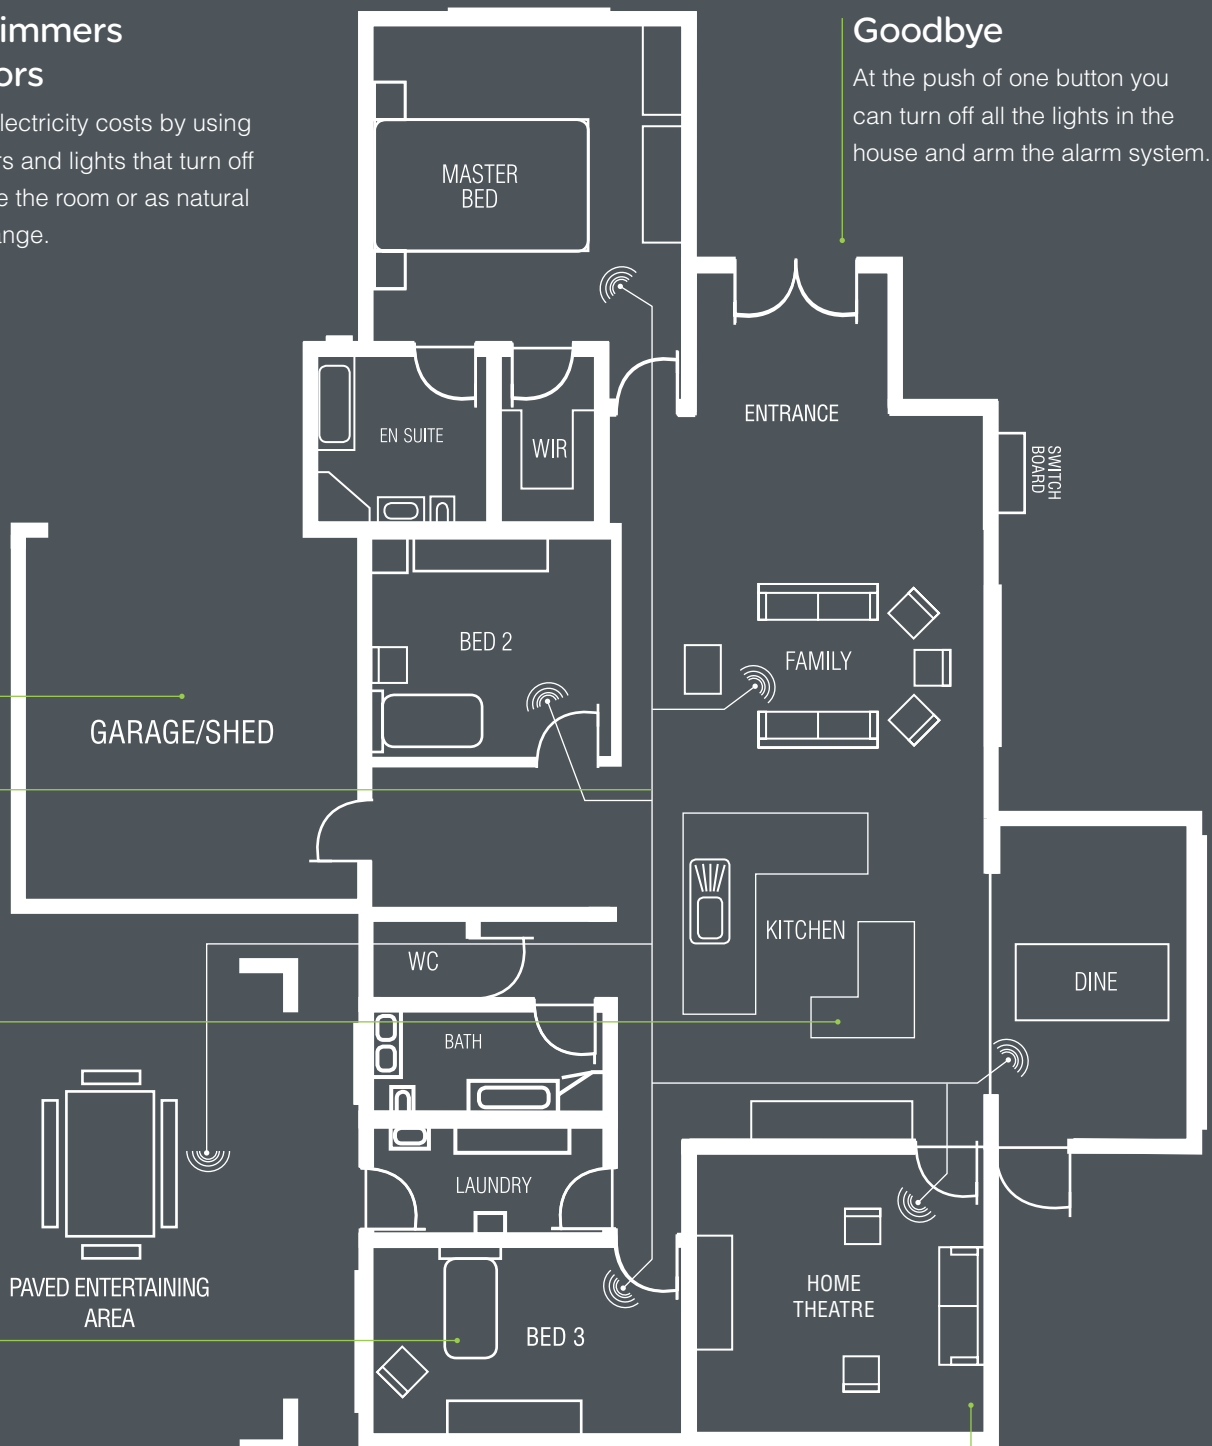 immers
ors
lectricity costs by using
rs and lights that turn off
e the room or as natural
ange.
Goodbye
At the push of one button you
can turn off all the lights in the
house and arm the alarm system.
MASTER
BED
ENTRANCE
EN SUITE
WIR
SWITCH
BOARD
BED 2
FAMILY
GARAGE/SHED
KITCHEN
WC
DINE
BATH
LAUNDRY
PAVED ENTERTAINING
AREA
HOME
THEATRE
BED 3